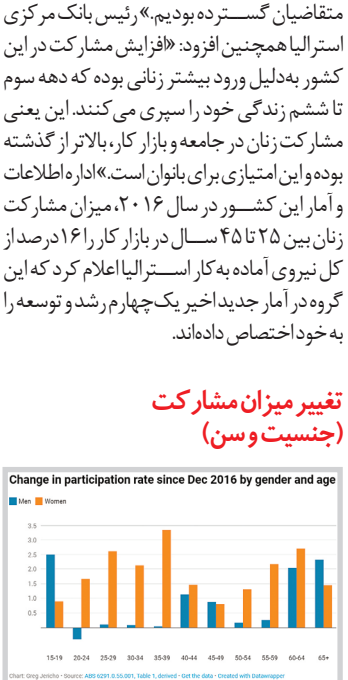 متقاضیان گسترده بودیم.» رئیس بانک مرکزی
استرالیا همچنین افزود: «افزایش مشارکت در این
کشور به‌دلیل ورود بیشتر زنانی بوده که دهه سوم
تا ششم زندگی خود را سپری می‌کنند. این یعنی
مشارکت زنان در جامعه و بازار کار، بالاتر از گذشته
بوده و این امتیازی برای بانوان است.» اداره اطلاعات
و آمار این کشور در سال ۲۰۱۶، میزان مشارکت
زنان بین ۲۵ تا ۴۵ سال در بازار کار را ۱۶ درصد از
کل نیروی آماده به کار استرالیا اعلام کرد که این
گروه در آمار جدید اخیر یک‌چهارم رشد و توسعه را
به خود اختصاص داده‌اند.
تغییر میزان مشارکت
(جنسیت و سن)
Change in participation rate since Dec 2016 by gender and age
Men Women
3.5
3.0
2.5
2.0
1.5
1.0
0.5
15-19 20-24 25-29 30-34 35-39 40-44 45-49 50-54 55-59 60-64 65+
Chart: Greg Jericho • Source: ABS 6291.0.55.001, Table 1, derived • Get the data • Created with Datawrapper